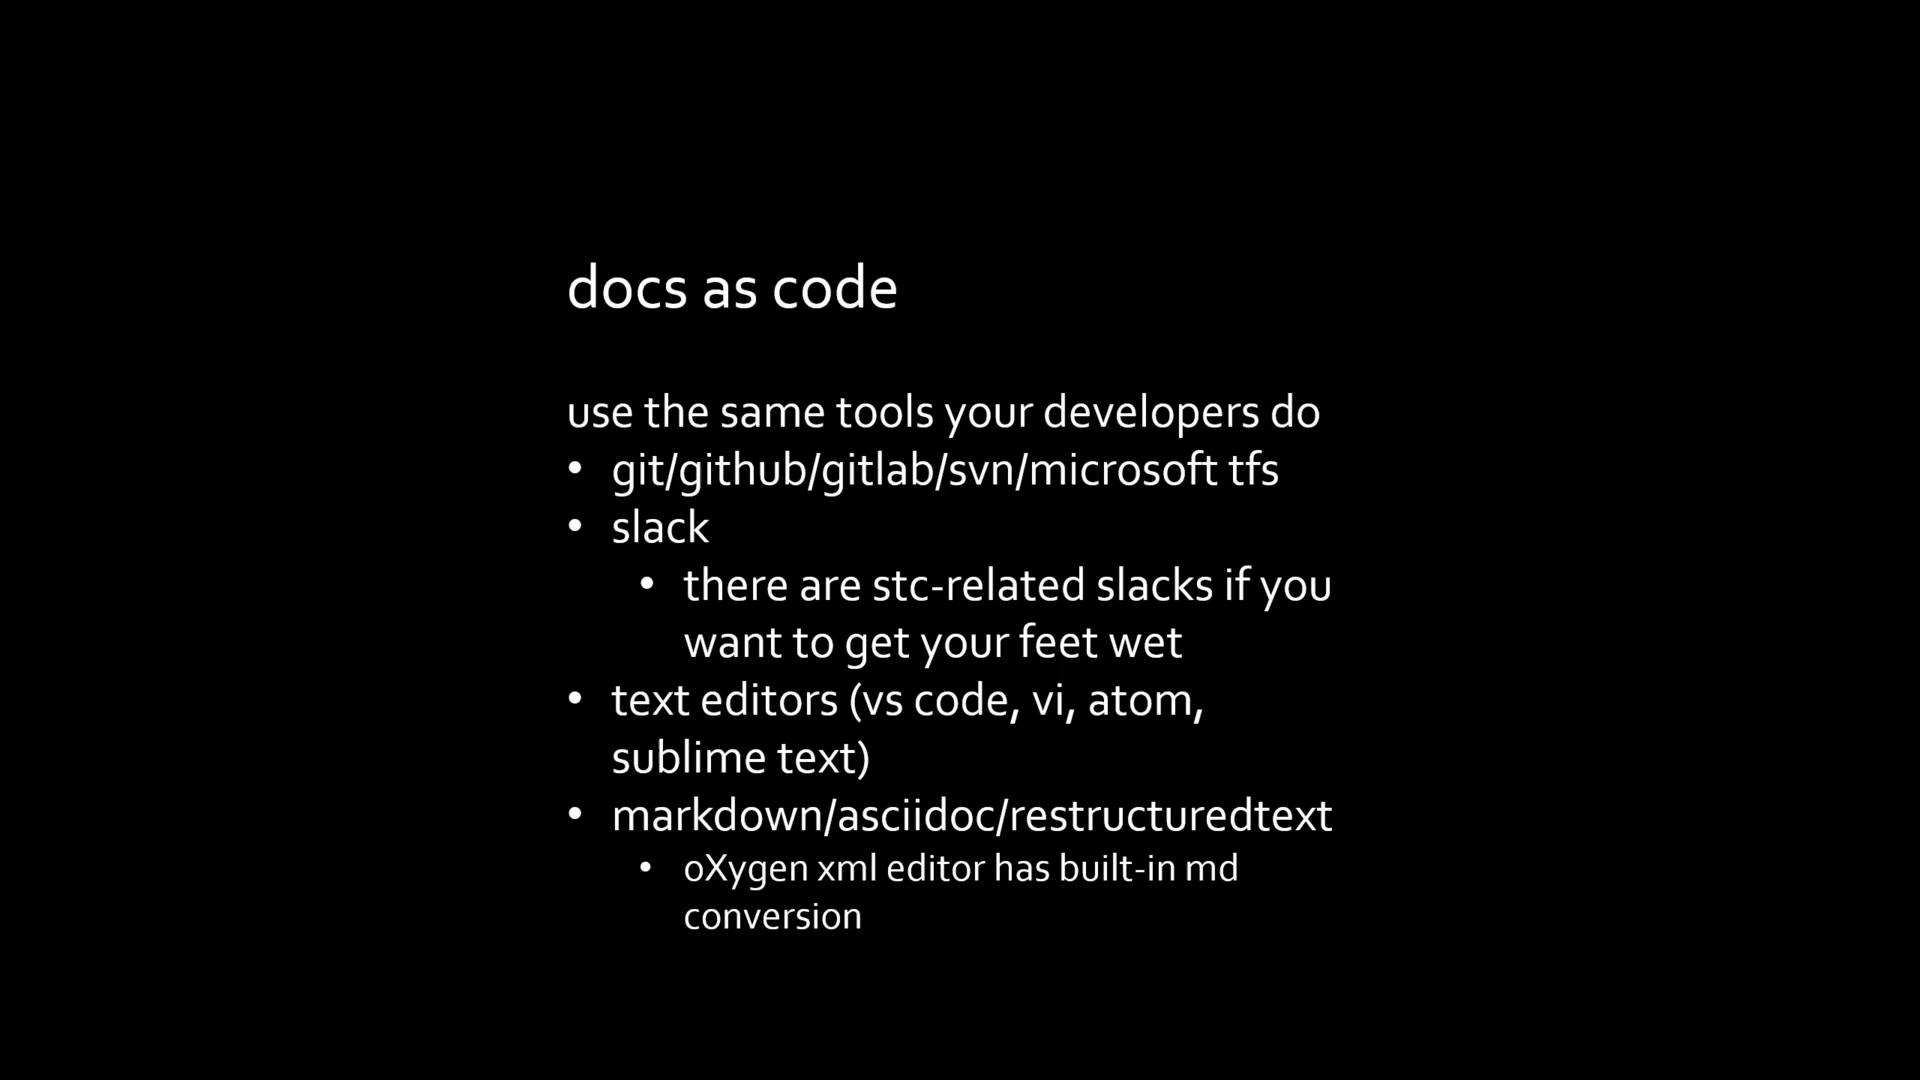 docs as code
use the same tools your developers do
• git/github/gitlab/svn/microsoft tfs
• slack
• there are stc-related slacks if you
want to get your feet wet
• text editors (vs code, vi, atom,
sublime text)
• markdown/asciidoc/restructuredtext
• oXygen xml editor has built-in md
conversion